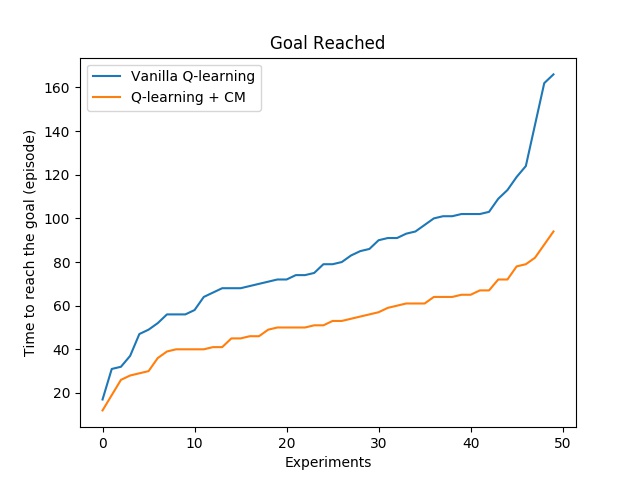 Goal Reached
Vanilla Q-learning
Q-learning + CM
Time to reach the goal (episode)
160
140
120
100
80
60
40
20
0
10
20
30
40
50
Experiments